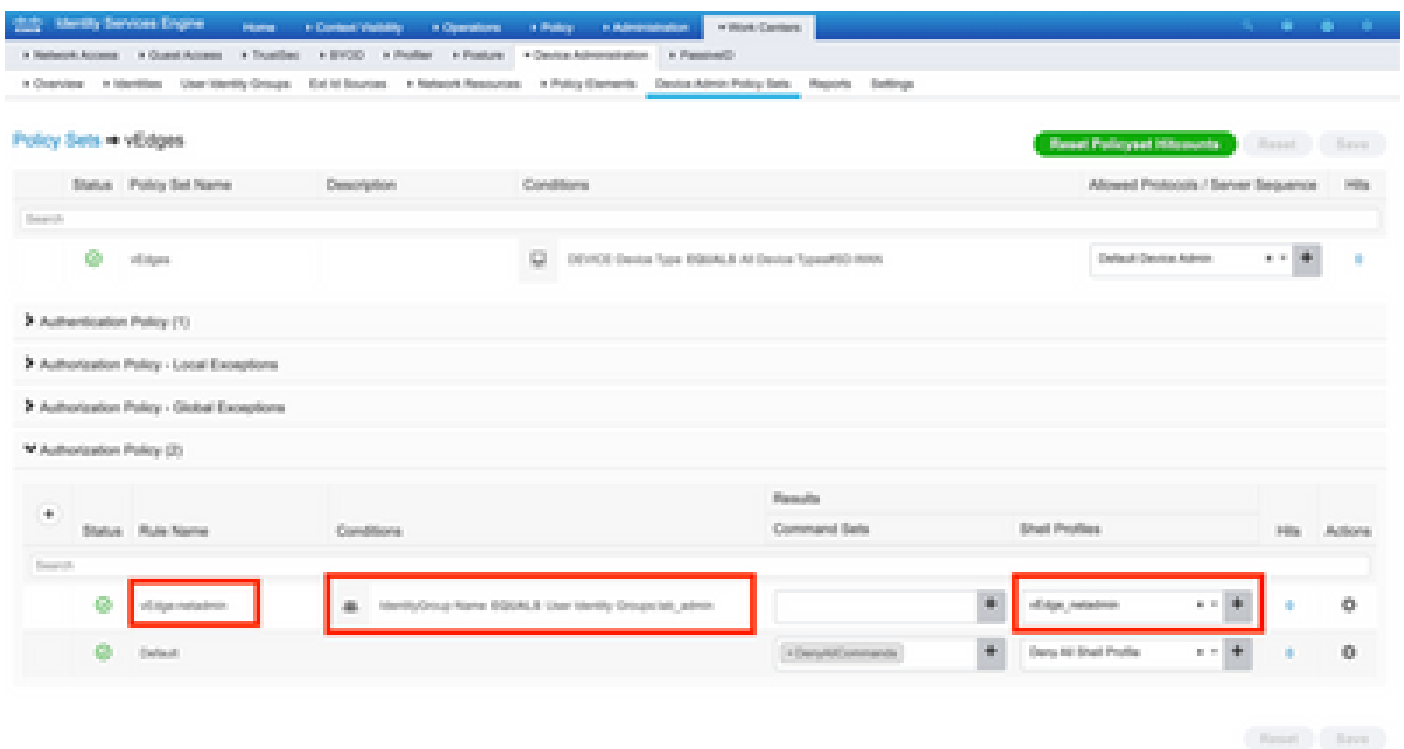 Identity Services Engine Home Context Visibility Operations Policy Administration Work Centers
Network Access Guest Access TrustSec BYOD Profiler Posture Device Administration PassiveID
Overview Identities User Identity Groups Ext Id Sources Network Resources Policy Elements Device Admin Policy Sets Reports Settings
Policy Sets → vEdges
Reset Policyset Hitcounts Reset Save
Status Policy Set Name Description Conditions Allowed Protocols / Server Sequence Hits
Search
vEdges DEVICE·Device Type EQUALS All Device Types#SD-WAN Default Device Admin 0
Authentication Policy (1)
Authorization Policy - Local Exceptions
Authorization Policy - Global Exceptions
Authorization Policy (2)
Results
Status Rule Name Conditions Command Sets Shell Profiles Hits Actions
Search
IdentityGroup·Name EQUALS User Identity Groups:lab_admin vEdge_netadmin 0
Default DenyAllCommands Deny All Shell Profile 0
Reset Save